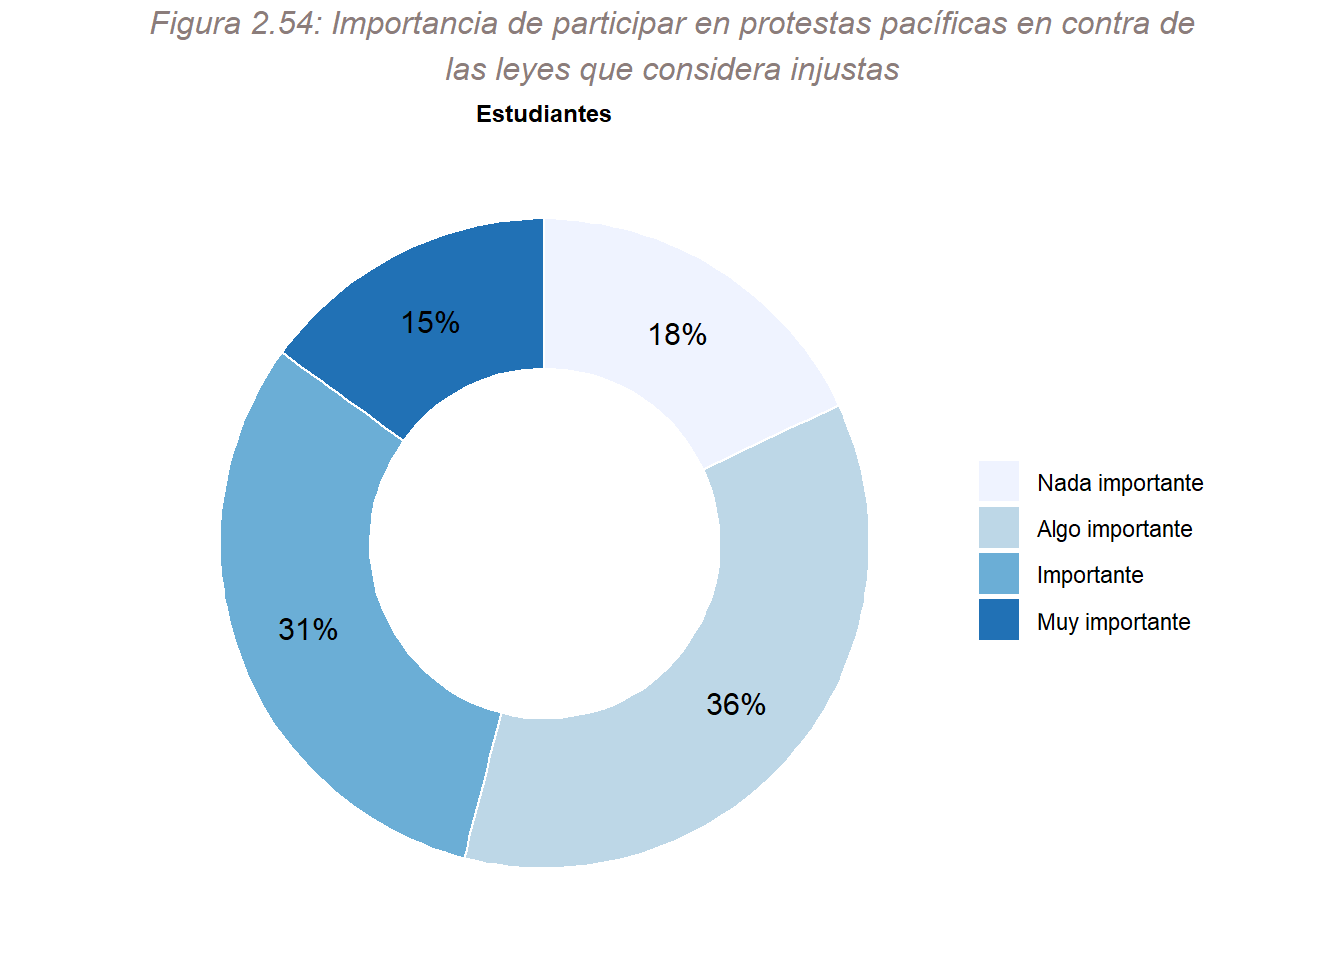 Figura 2.54: Importancia de participar en protestas pacíficas en contra de
las leyes que considera injustas
Estudiantes
15%
18%
31%
36%
Nada importante
Algo importante
Importante
Muy importante